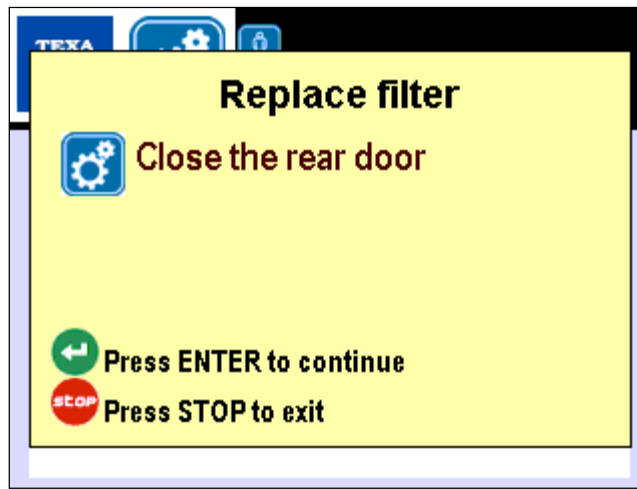 TEXA
Replace filter
Close the rear door
Press ENTER to continue
stop Press STOP to exit